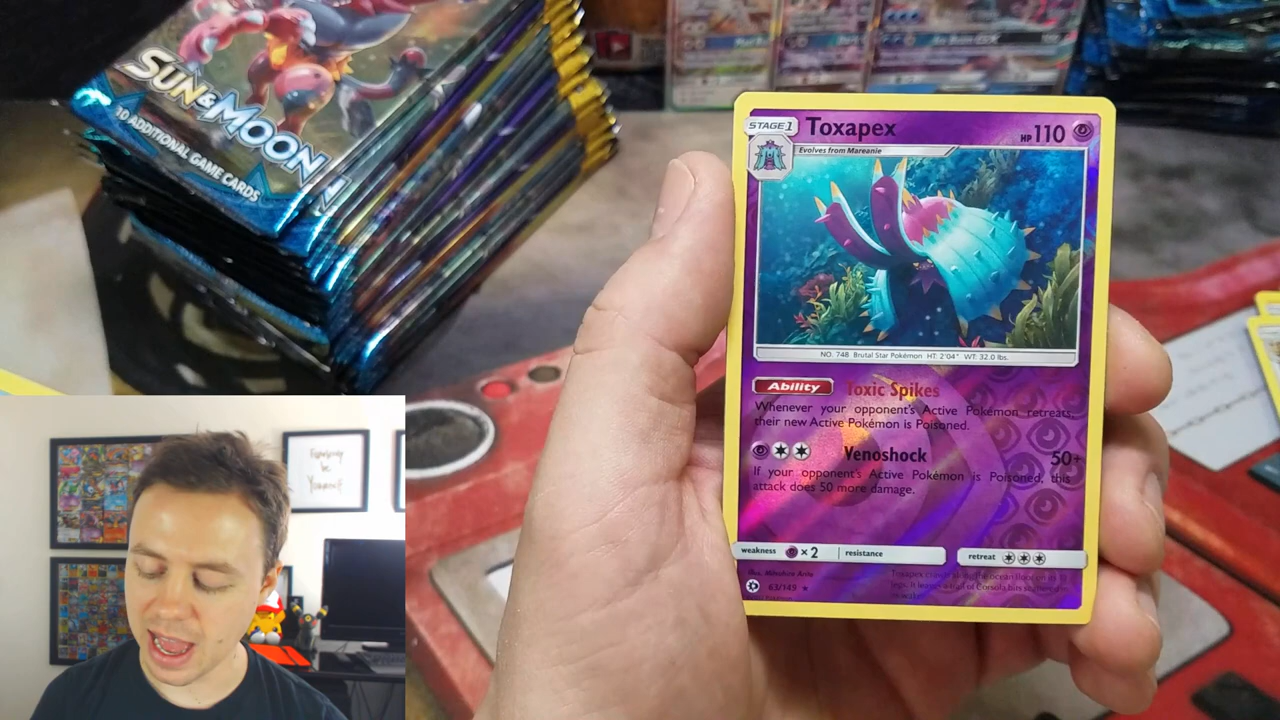 SUN & MOON
10 ADDITIONAL GAME CARDS
STAGE 1
Toxapex
HP 110
Evolves from Mareanie
NO. 748 Brutal Star Pokémon HT: 2'04" WT: 32.0 lbs.
Ability Toxic Spikes
Whenever your opponent's Active Pokémon retreats,
their new Active Pokémon is Poisoned.
Venoshock 50+
If your opponent's Active Pokémon is Poisoned, this
attack does 50 more damage.
weakness ×2 resistance retreat
63/149